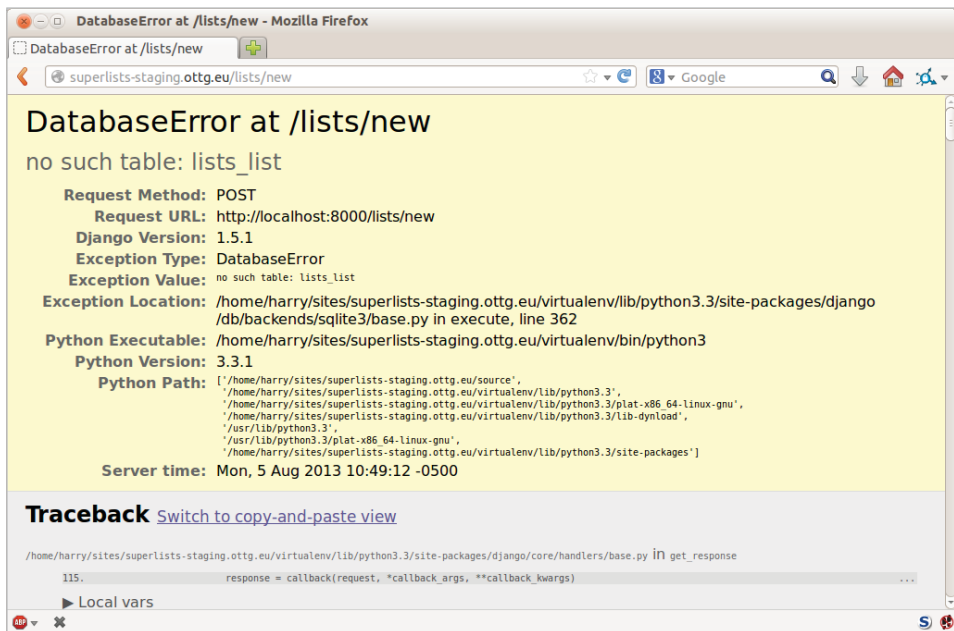 DatabaseError at /lists/new - Mozilla Firefox
DatabaseError at /lists/new
superlists-staging.ottg.eu/lists/new
Google
DatabaseError at /lists/new
no such table: lists_list
Request Method: POST
Request URL: http://localhost:8000/lists/new
Django Version: 1.5.1
Exception Type: DatabaseError
Exception Value: no such table: lists_list
Exception Location: /home/harry/sites/superlists-staging.ottg.eu/virtualenv/lib/python3.3/site-packages/django
/db/backends/sqlite3/base.py in execute, line 362
Python Executable: /home/harry/sites/superlists-staging.ottg.eu/virtualenv/bin/python3
Python Version: 3.3.1
Python Path: ['/home/harry/sites/superlists-staging.ottg.eu/source',
'/home/harry/sites/superlists-staging.ottg.eu/virtualenv/lib/python3.3',
'/home/harry/sites/superlists-staging.ottg.eu/virtualenv/lib/python3.3/plat-x86_64-linux-gnu',
'/home/harry/sites/superlists-staging.ottg.eu/virtualenv/lib/python3.3/lib-dynload',
'/usr/lib/python3.3',
'/usr/lib/python3.3/plat-x86_64-linux-gnu',
'/home/harry/sites/superlists-staging.ottg.eu/virtualenv/lib/python3.3/site-packages']
Server time: Mon, 5 Aug 2013 10:49:12 -0500
Traceback Switch to copy-and-paste view
/home/harry/sites/superlists-staging.ottg.eu/virtualenv/lib/python3.3/site-packages/django/core/handlers/base.py in get_response
115. response = callback(request, *callback_args, **callback_kwargs) ...
▶ Local vars
ABP
S